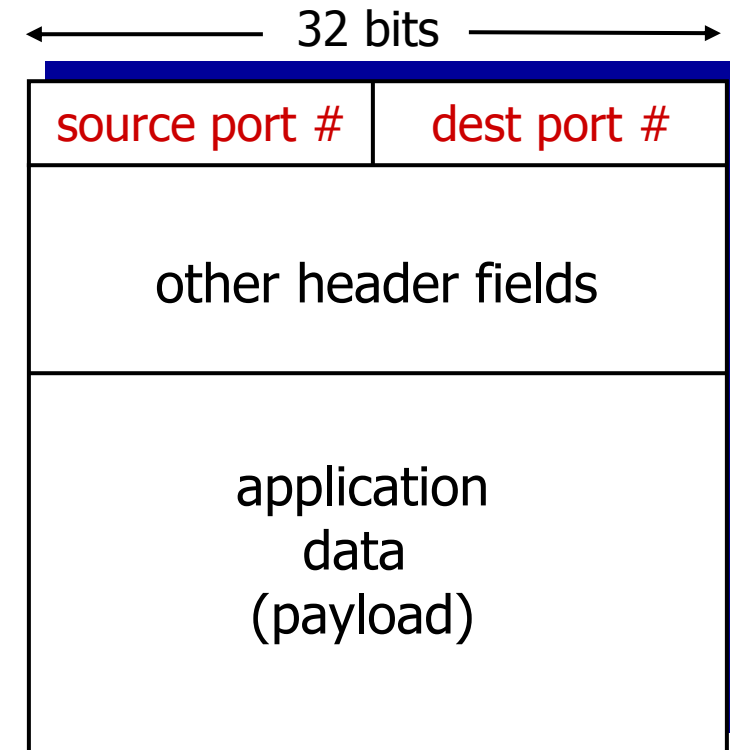 32 bits
source port # dest port #
other header fields
application
data
(payload)